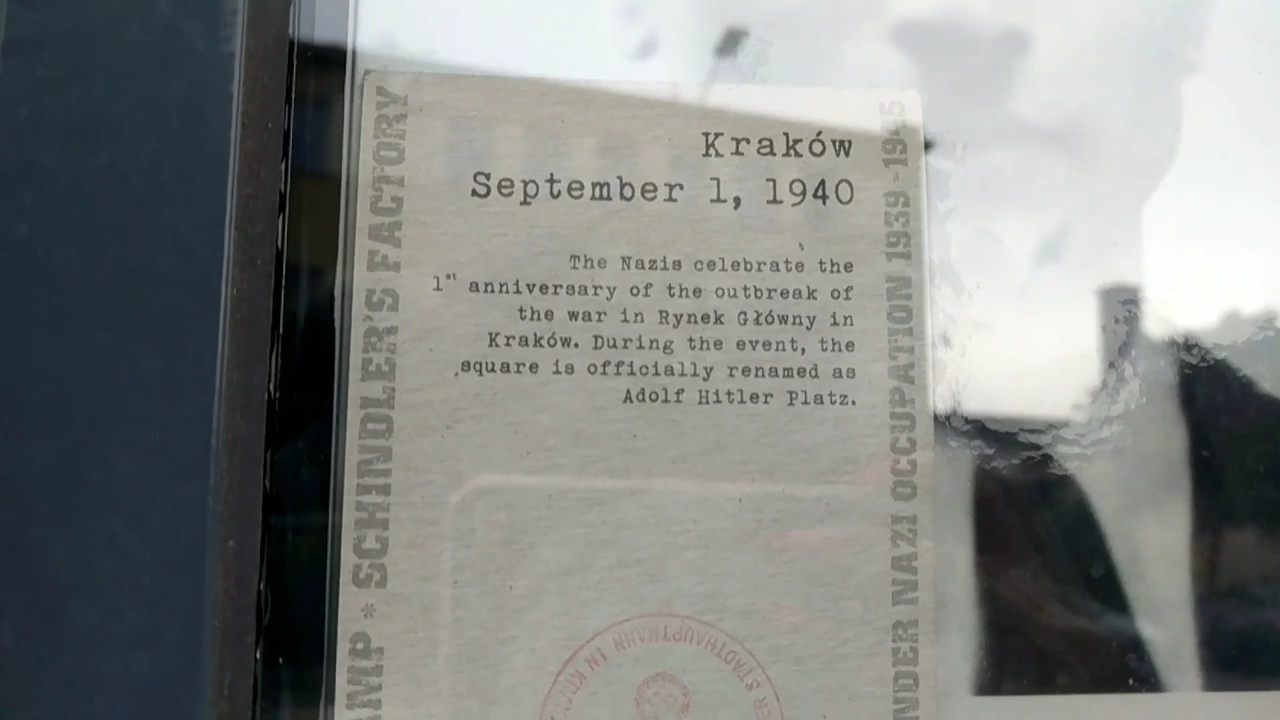 Kraków
September 1, 1940
The Nazis celebrate the
1st anniversary of the outbreak of
the war in Rynek Główny in
Kraków. During the event, the
square is officially renamed as
Adolf Hitler Platz.
* SCHINDLER'S FACTORY
NAZI OCCUPATION 1939-1945
STADTHAUPTMANN IN